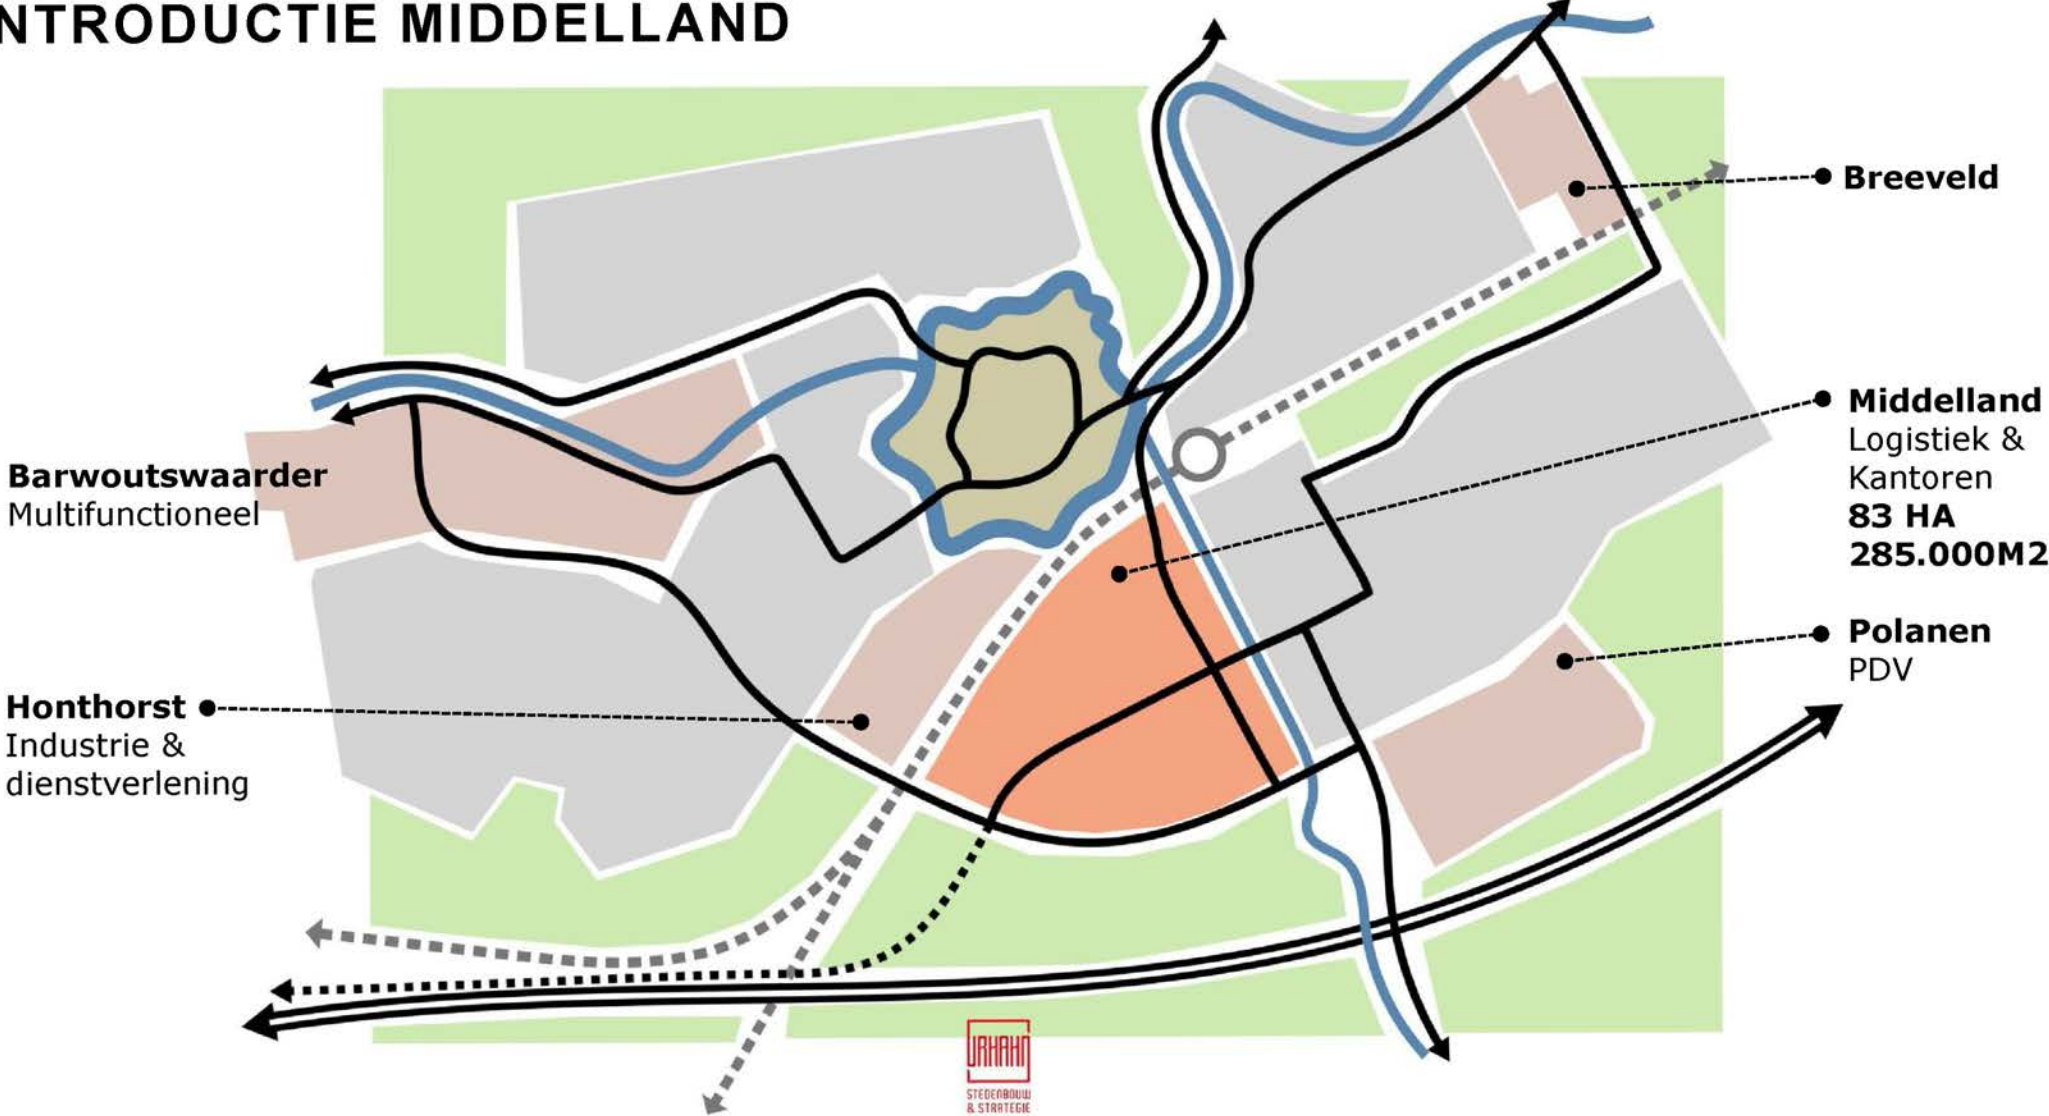 NTRODUCTIE MIDDELLAND
Breeveld
Middelland
Logistiek &
Kantoren
83 HA
285.000M2
Polanen
PDV
Barwoutswaarder
Multifunctioneel
Honthorst
Industrie &
dienstverlening
URHAHN
STEDENBOUW
& STRATEGIE